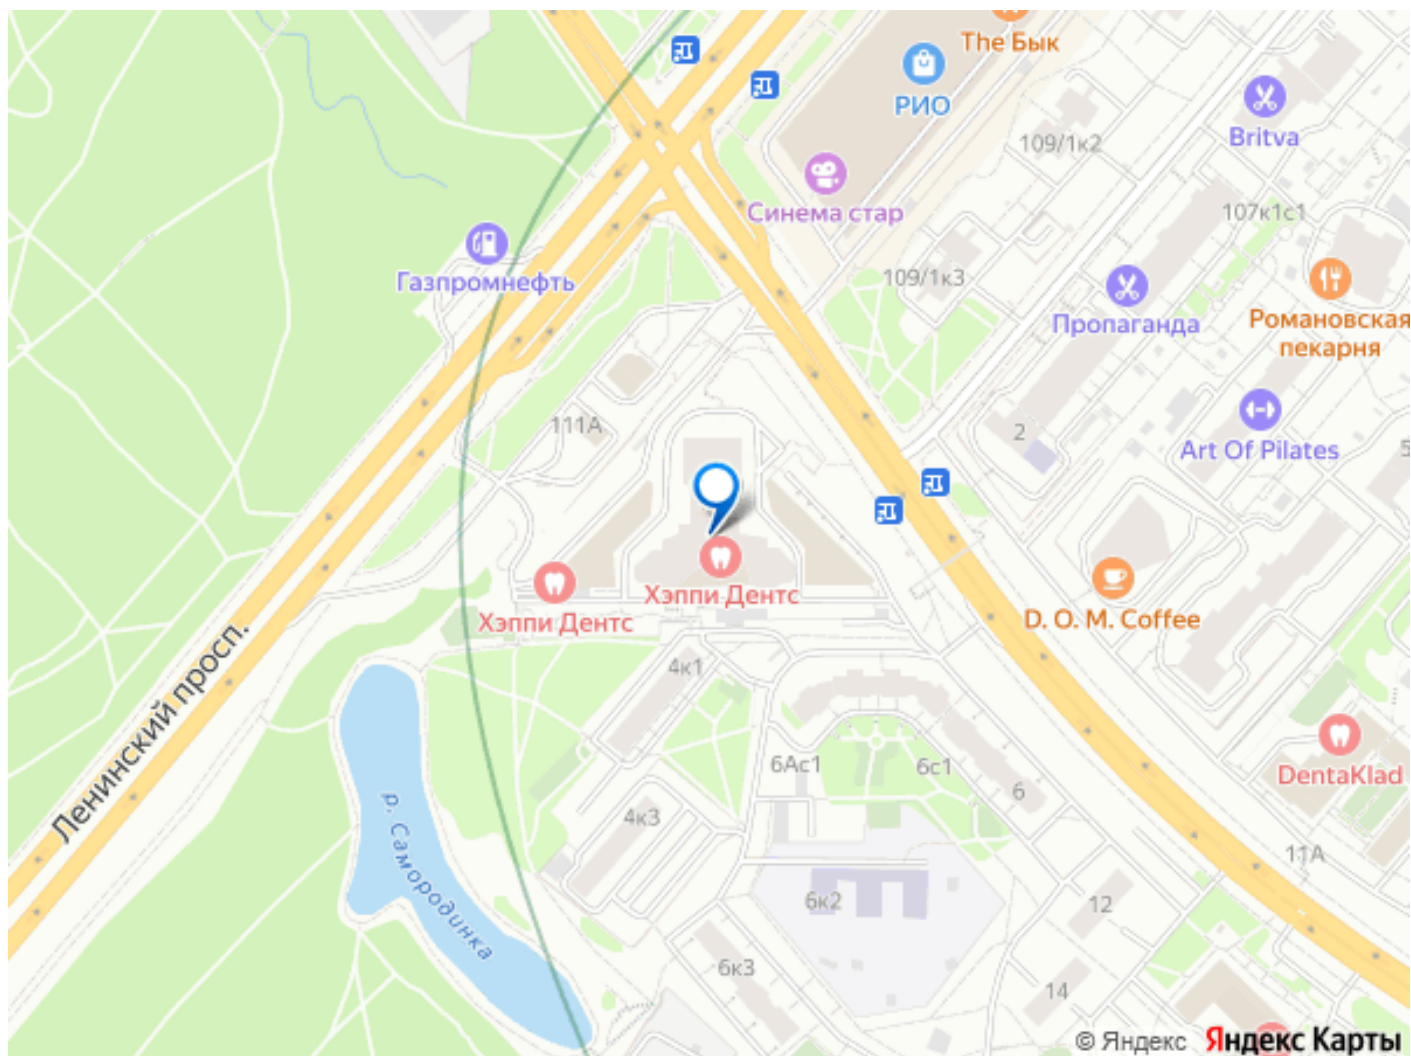 The Бык
РИО
Britva
109/1к2
Синема стар
107к1с1
Газпромнефть
109/1к3
Пропаганда
Романовская
пекарня
111А
2
Art Of Pilates
5
Хэппи Дентс
D. O. M. Coffee
Хэппи Дентс
4к1
Ленинский просп.
6Ас1
6с1
6
DentaKlad
4к3
р. Самородинка
11А
6к2
12
6к3
14
© Яндекс Яндекс Карты